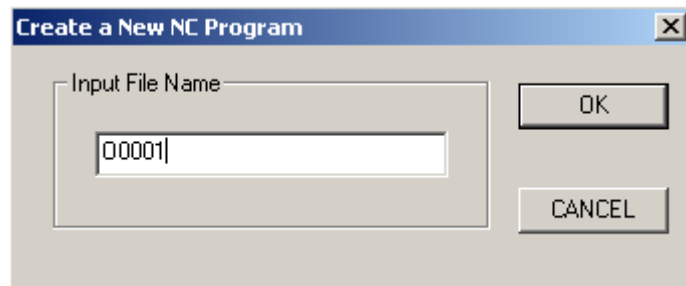 Create a New NC Program
Input File Name
OK
O0001
CANCEL